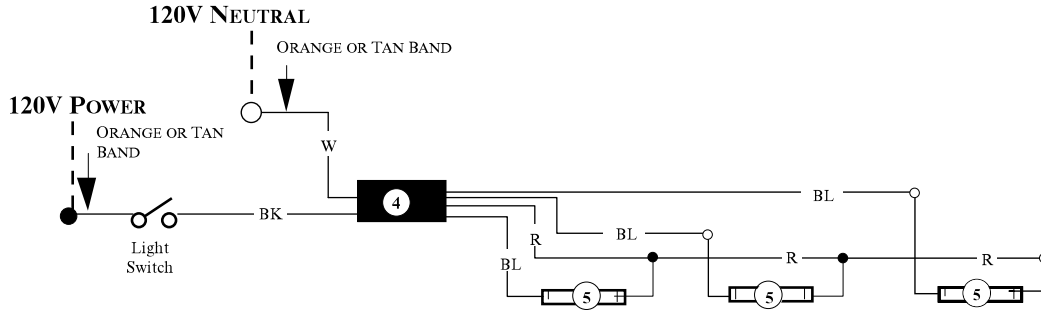 120V NEUTRAL
ORANGE OR TAN BAND
120V POWER
ORANGE OR TAN
BAND
W
4
BL
BK
BL
R
R
R
BL
Light
Switch
5
5
5